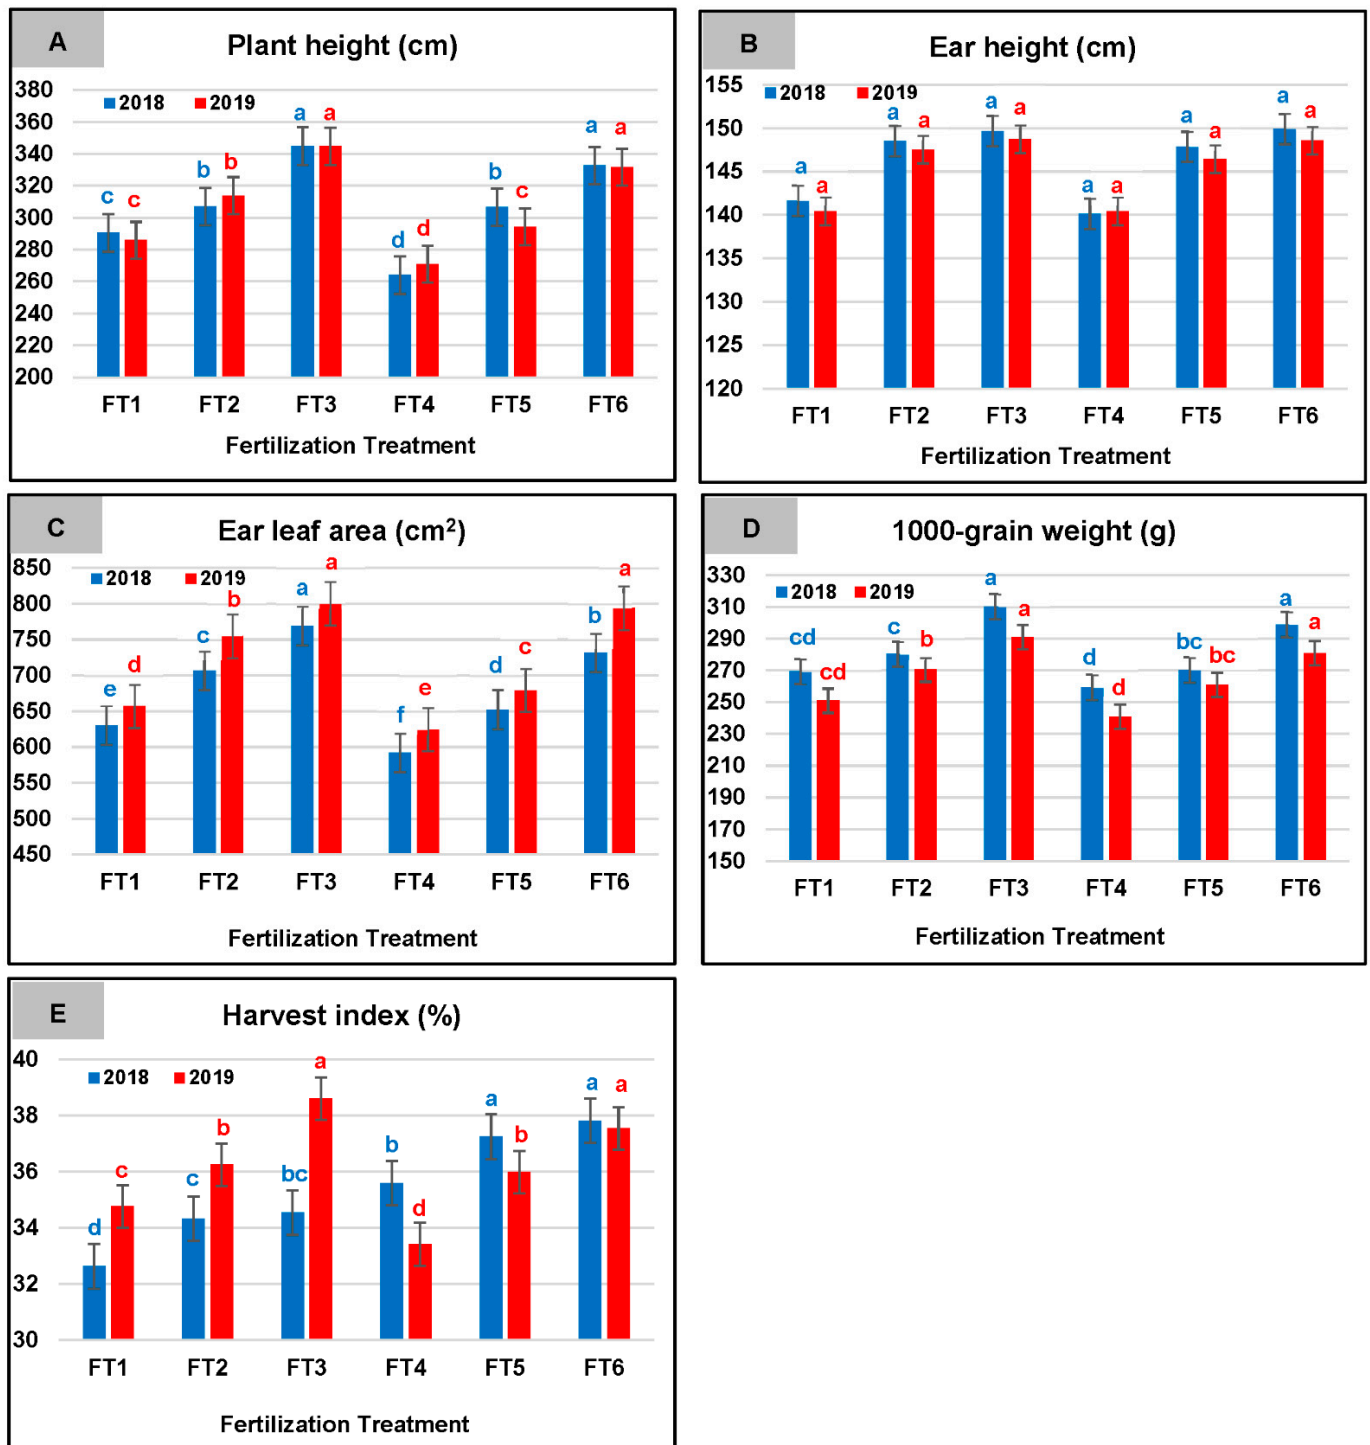 A
Plant height (cm)
2018 2019
380
360
340
320
300
280
260
240
220
200
c c b b a a d d b c a a
FT1 FT2 FT3 FT4 FT5 FT6
Fertilization Treatment
B
Ear height (cm)
2018 2019
155
150
145
140
135
130
125
120
a a a a a a a a a a a a
FT1 FT2 FT3 FT4 FT5 FT6
Fertilization Treatment
C
Ear leaf area (cm²)
2018 2019
850
800
750
700
650
600
550
500
450
e d c b a a f e d c b a
FT1 FT2 FT3 FT4 FT5 FT6
Fertilization Treatment
D
1000-grain weight (g)
2018 2019
330
310
290
270
250
230
210
190
170
150
cd cd c b a a d d bc bc a a
FT1 FT2 FT3 FT4 FT5 FT6
Fertilization Treatment
E
Harvest index (%)
2018 2019
40
38
36
34
32
30
d c c b bc a b d a b a a
FT1 FT2 FT3 FT4 FT5 FT6
Fertilization Treatment